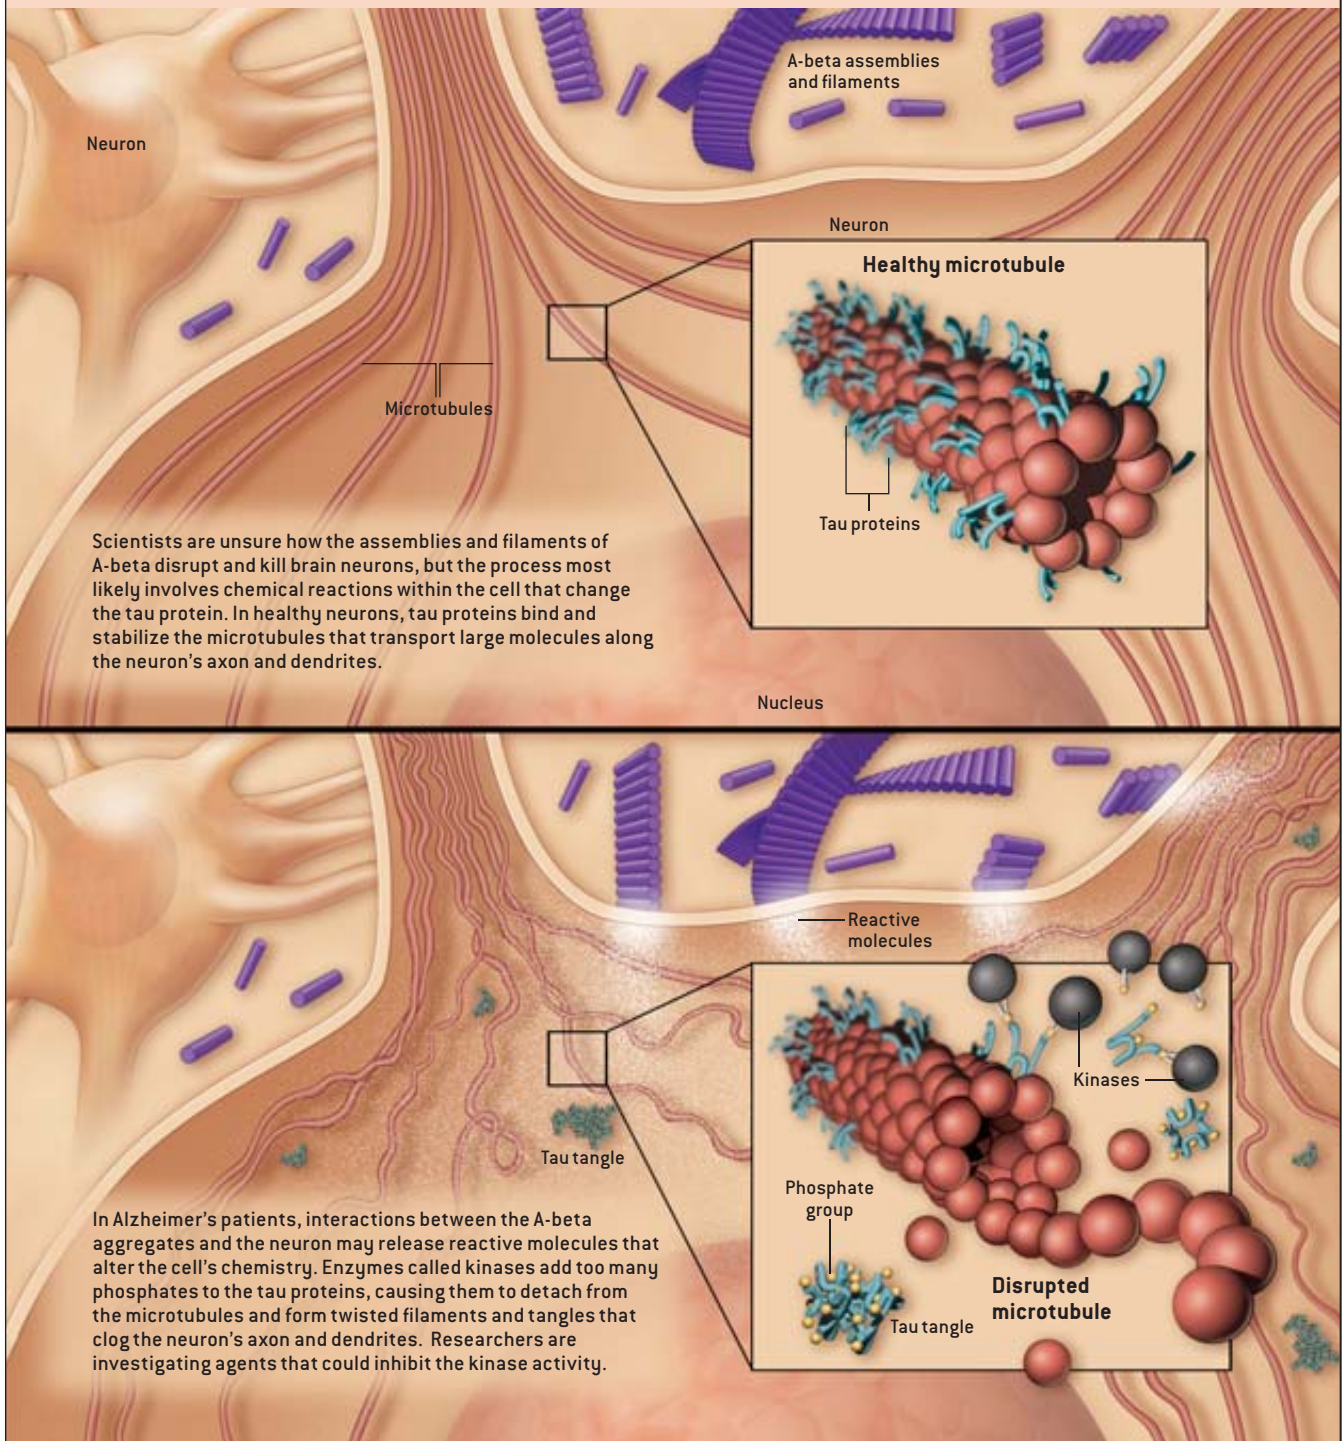 A-beta assemblies
and filaments
Neuron
Neuron
Healthy microtubule
Microtubules
Tau proteins
Scientists are unsure how the assemblies and filaments of
A-beta disrupt and kill brain neurons, but the process most
likely involves chemical reactions within the cell that change
the tau protein. In healthy neurons, tau proteins bind and
stabilize the microtubules that transport large molecules along
the neuron’s axon and dendrites.
Nucleus
Reactive
molecules
Kinases
Tau tangle
Phosphate
group
In Alzheimer’s patients, interactions between the A-beta
aggregates and the neuron may release reactive molecules that
alter the cell’s chemistry. Enzymes called kinases add too many
phosphates to the tau proteins, causing them to detach from
the microtubules and form twisted filaments and tangles that
clog the neuron’s axon and dendrites. Researchers are
investigating agents that could inhibit the kinase activity.
Disrupted
microtubule
Tau tangle